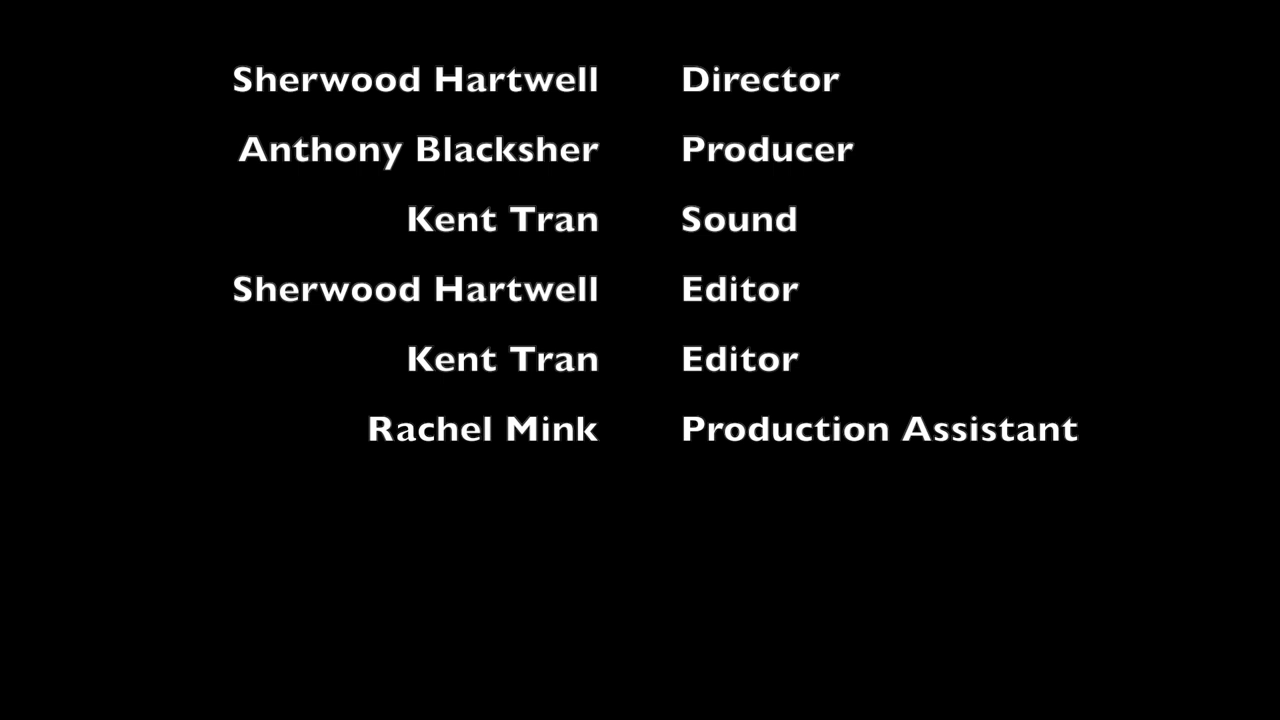 Sherwood Hartwell Director
Anthony Blacksher Producer
Kent Tran Sound
Sherwood Hartwell Editor
Kent Tran Editor
Rachel Mink Production Assistant